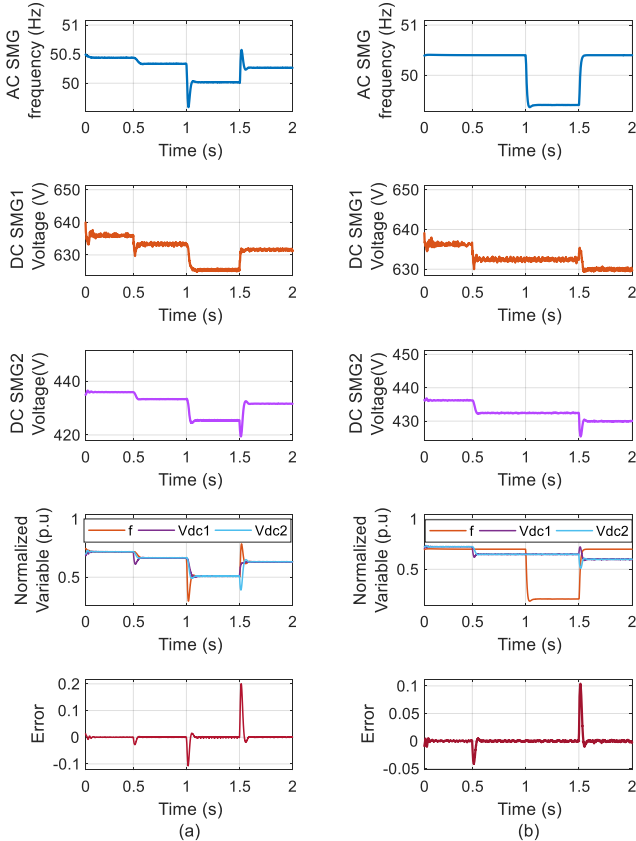 AC SMG
frequency (Hz)
51
50.5
50
0
0.5
1
1.5
2
Time (s)
DC SMG1
Voltage (V)
650
640
630
0
0.5
1
1.5
2
Time (s)
DC SMG2
Voltage(V)
440
420
0
0.5
1
1.5
2
Time (s)
Normalized
Variable (p.u)
1
0.5
f
Vdc1
Vdc2
0
0.5
1
1.5
2
Time (s)
Error
0.2
0.1
0
-0.1
0
0.5
1
1.5
2
Time (s)
(a)
AC SMG
frequency (Hz)
51
50
0
0.5
1
1.5
2
Time (s)
DC SMG1
Voltage (V)
650
640
630
0
0.5
1
1.5
2
Time (s)
DC SMG2
Voltage(V)
450
440
430
0
0.5
1
1.5
2
Time (s)
Normalized
Variable (p.u)
1
0.5
f
Vdc1
Vdc2
0
0.5
1
1.5
2
Time (s)
Error
0.1
0.05
0
-0.05
0
0.5
1
1.5
2
Time (s)
(b)